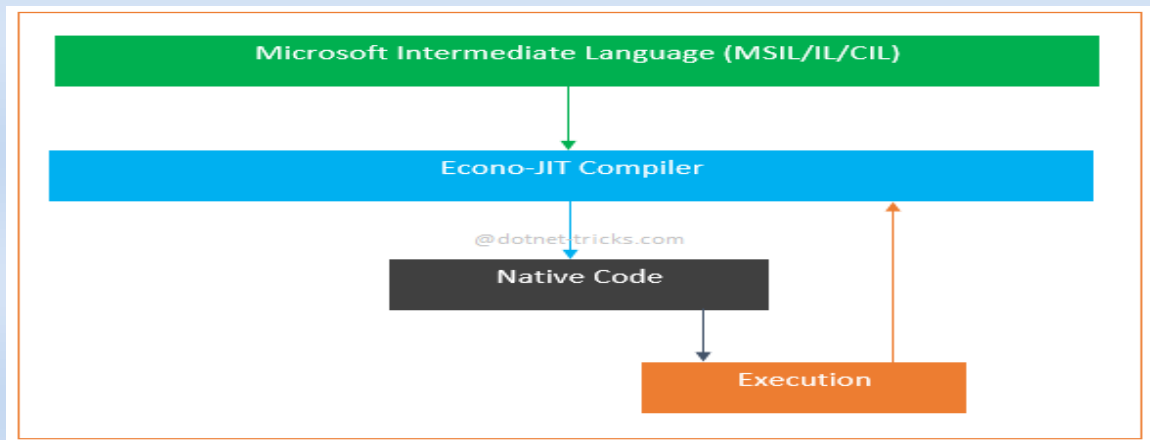 Microsoft Intermediate Language (MSIL/IL/CIL)
Econo-JIT Compiler
@dotnet-tricks.com
Native Code
Execution